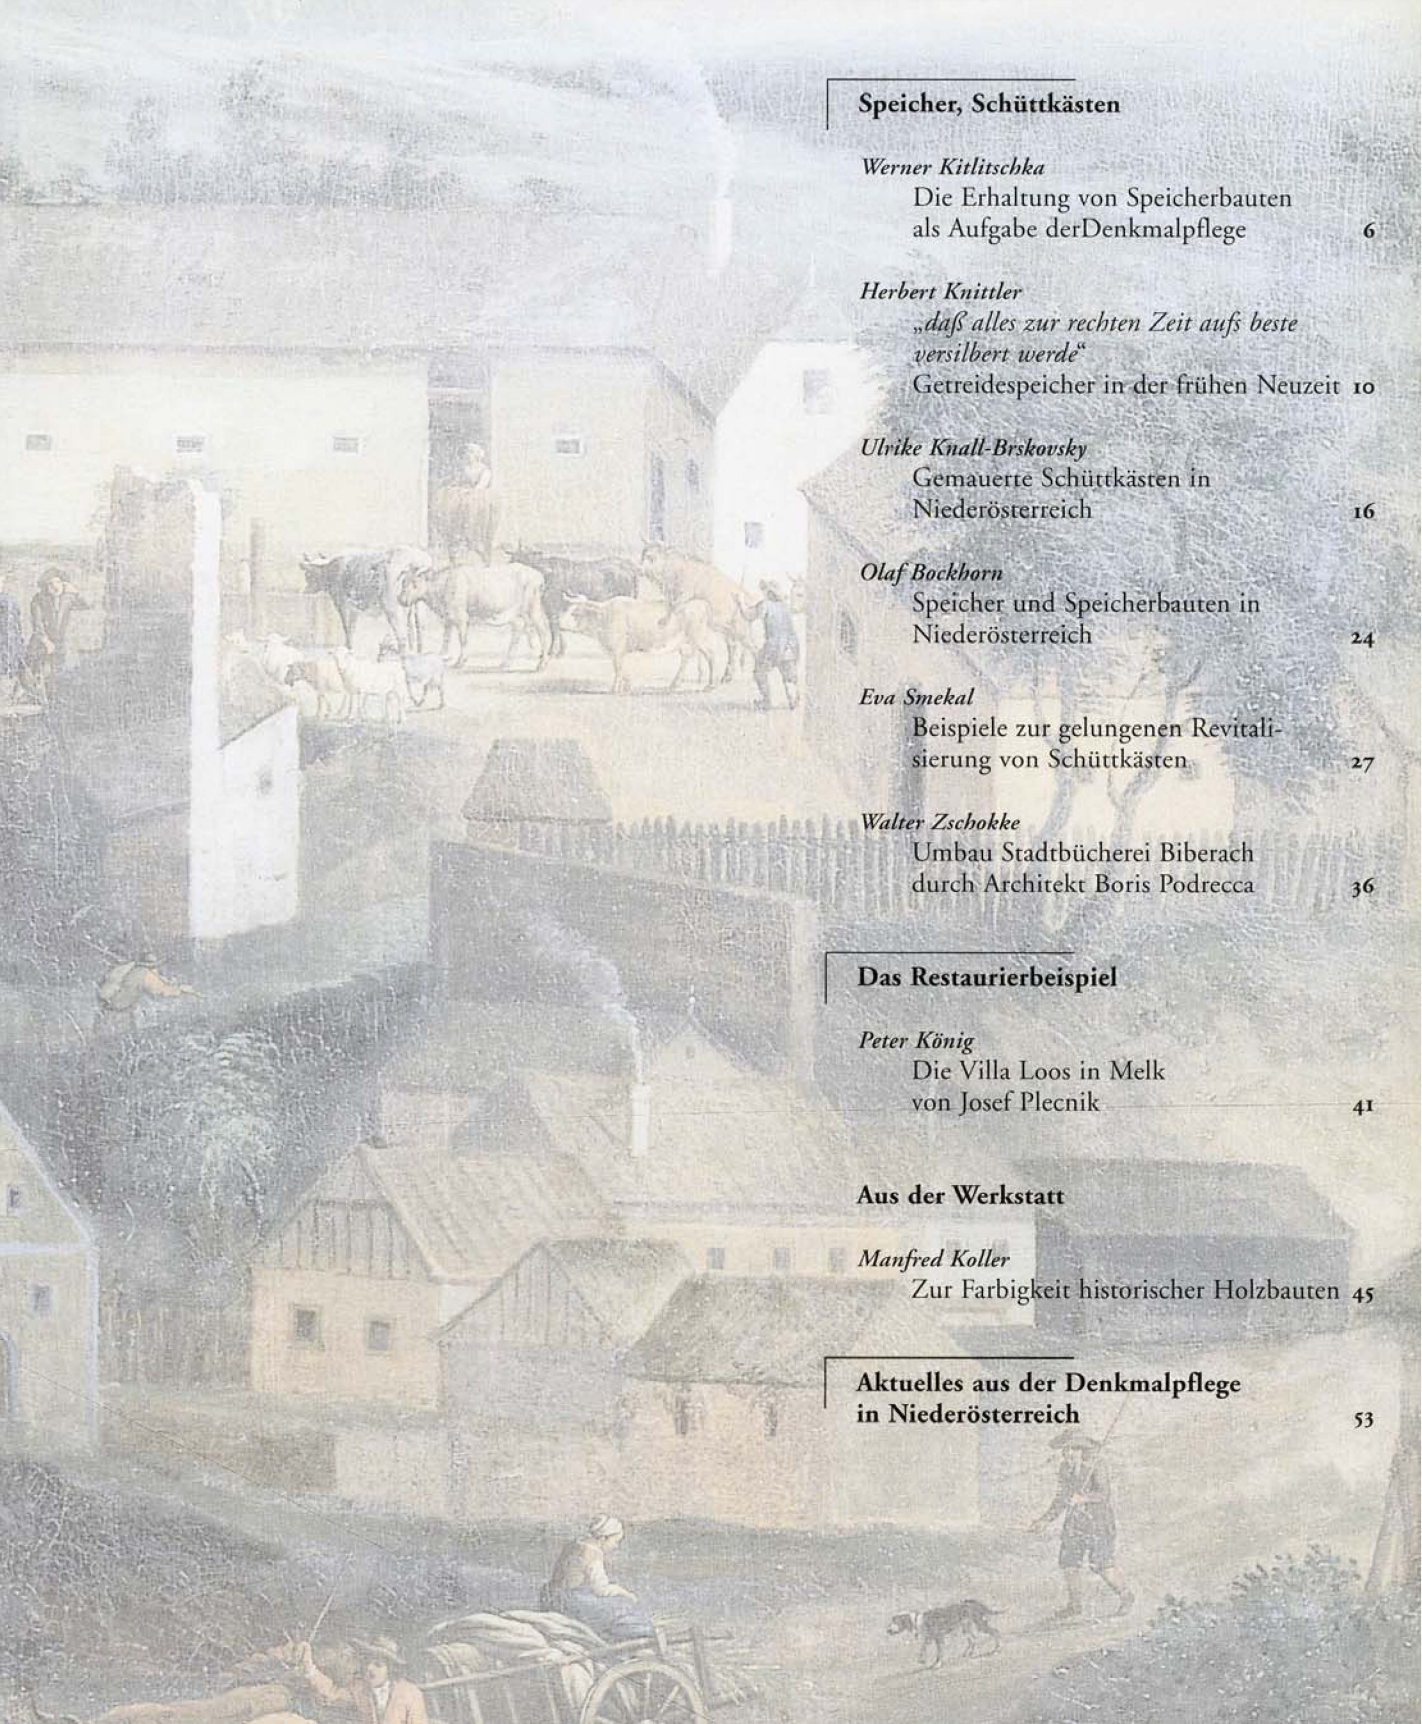 Speicher, Schüttkästen
Werner Kitlitschka
Die Erhaltung von Speicherbauten
als Aufgabe derDenkmalpflege 6
Herbert Knittler
„daß alles zur rechten Zeit aufs beste
versilbert werde“
Getreidespeicher in der frühen Neuzeit 10
Ulrike Knall-Brskovsky
Gemauerte Schüttkästen in
Niederösterreich 16
Olaf Bockhorn
Speicher und Speicherbauten in
Niederösterreich 24
Eva Smekal
Beispiele zur gelungenen Revitali-
sierung von Schüttkästen 27
Walter Zschokke
Umbau Stadtbücherei Biberach
durch Architekt Boris Podrecca 36
Das Restaurierbeispiel
Peter König
Die Villa Loos in Melk
von Josef Plecnik 41
Aus der Werkstatt
Manfred Koller
Zur Farbigkeit historischer Holzbauten 45
Aktuelles aus der Denkmalpflege
in Niederösterreich 53